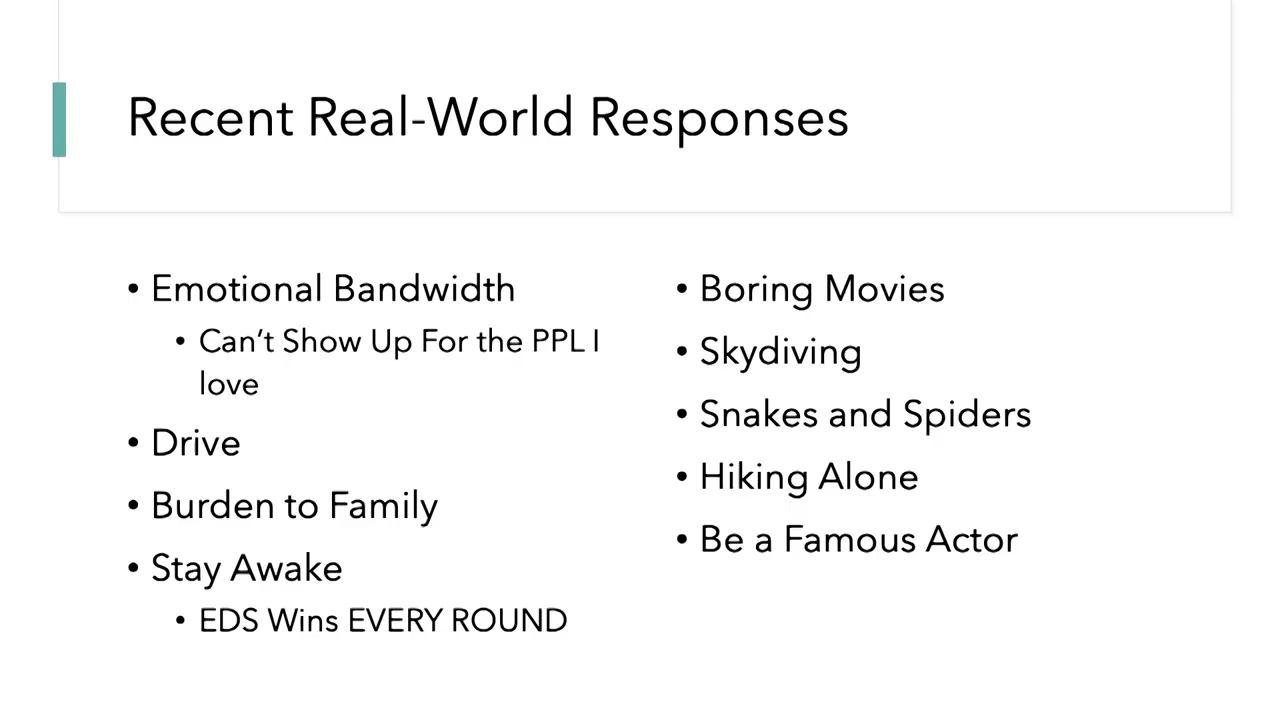 Recent Real-World Responses
• Emotional Bandwidth
• Can’t Show Up For the PPL I
love
• Drive
• Burden to Family
• Stay Awake
• EDS Wins EVERY ROUND
• Boring Movies
• Skydiving
• Snakes and Spiders
• Hiking Alone
• Be a Famous Actor